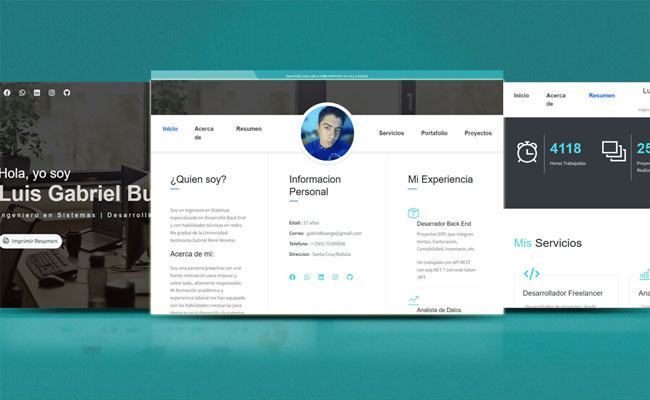 Hola, yo soy
Luis Gabriel Bu
Ingeniero en Sistemas | Desarroll
Imprimir Resumen
Inicio
Acerca de
Resumen
Servicios
Portafolio
Proyectos
¿Quien soy?
Soy un Ingeniero en Sistemas
especializado en Desarrollo Back End
y con habilidades técnicas en redes.
Me gradué de la Universidad
Autónoma Gabriel René Moreno.
Acerca de mi:
Soy una persona proactiva con una
fuerte motivación para mejorar y,
sobre todo, altamente responsable.
Mi formación académica y
experiencia laboral me han equipado
con las habilidades necesarias para
Informacion
Personal
Edad : 27 años
Correo : gabrielbuergo@gmail.com
Telefono : + (591)
Direccion : Santa Cruz/Bolivia.
Mi Experiencia
Desarrador Back End
Proyectos ERP, que integran
Ventas, Facturacion,
Contabilidad, Inventario, etc.
He trabajado con API REST
con asp.NET 7 con web token
JWT.
Analista de Datos
Inicio
Acerca
de
Resumen
Lu
Ingenie
4118
Horas Trabajadas
25
Proye
Realiz
Mis Servicios
Desarrollador Freelancer
Ana